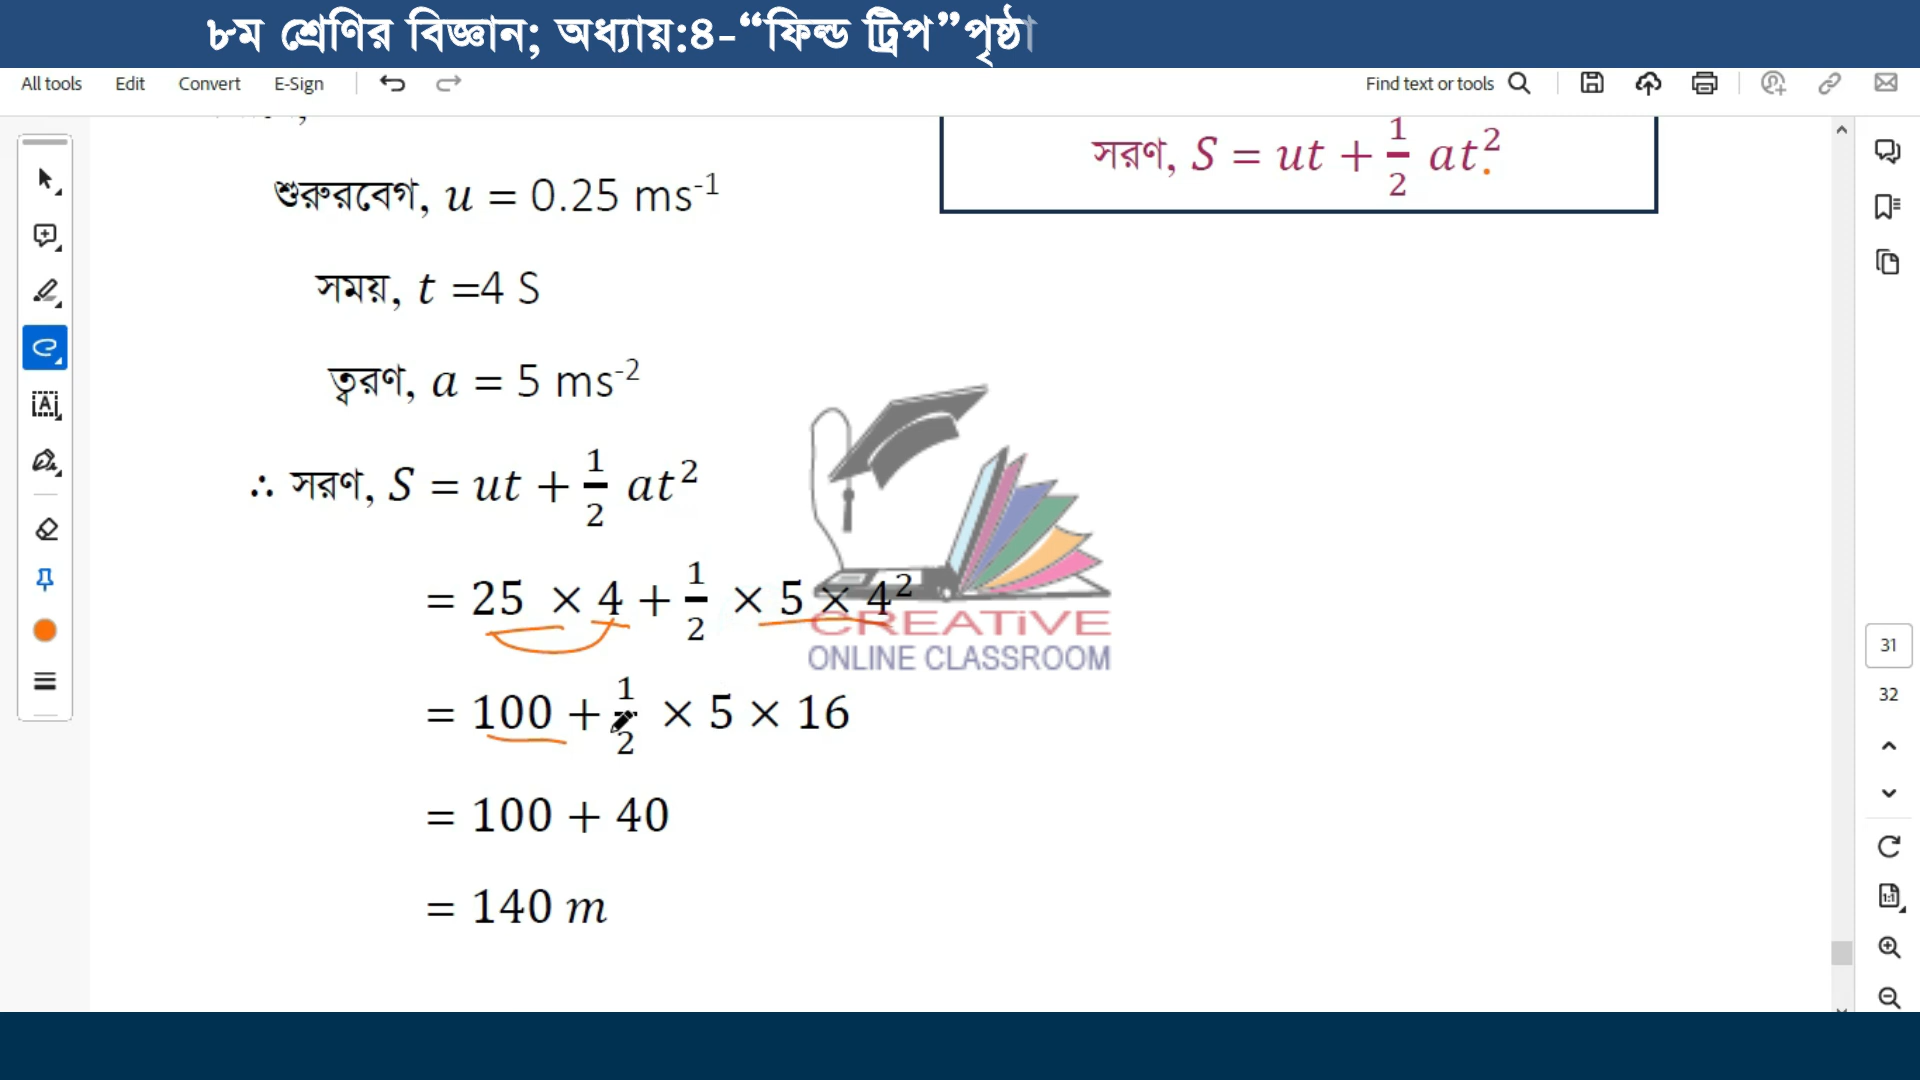 ৮ম শ্রেণির বিজ্ঞান; অধ্যায়:৪-“ফিল্ড ট্রিপ”পৃষ্ঠা
All tools Edit Convert E-Sign Find text or tools
সরণ, S = ut + 1/2 at²
শুরুরবেগ, u = 0.25 ms⁻¹
সময়, t =4 S
ত্বরণ, a = 5 ms⁻²
∴ সরণ, S = ut + 1/2 at²
= 25 × 4 + 1/2 × 5 × 4²
CREATiVE
ONLINE CLASSROOM
= 100 + 1/2 × 5 × 16
= 100 + 40
= 140 m
31
32